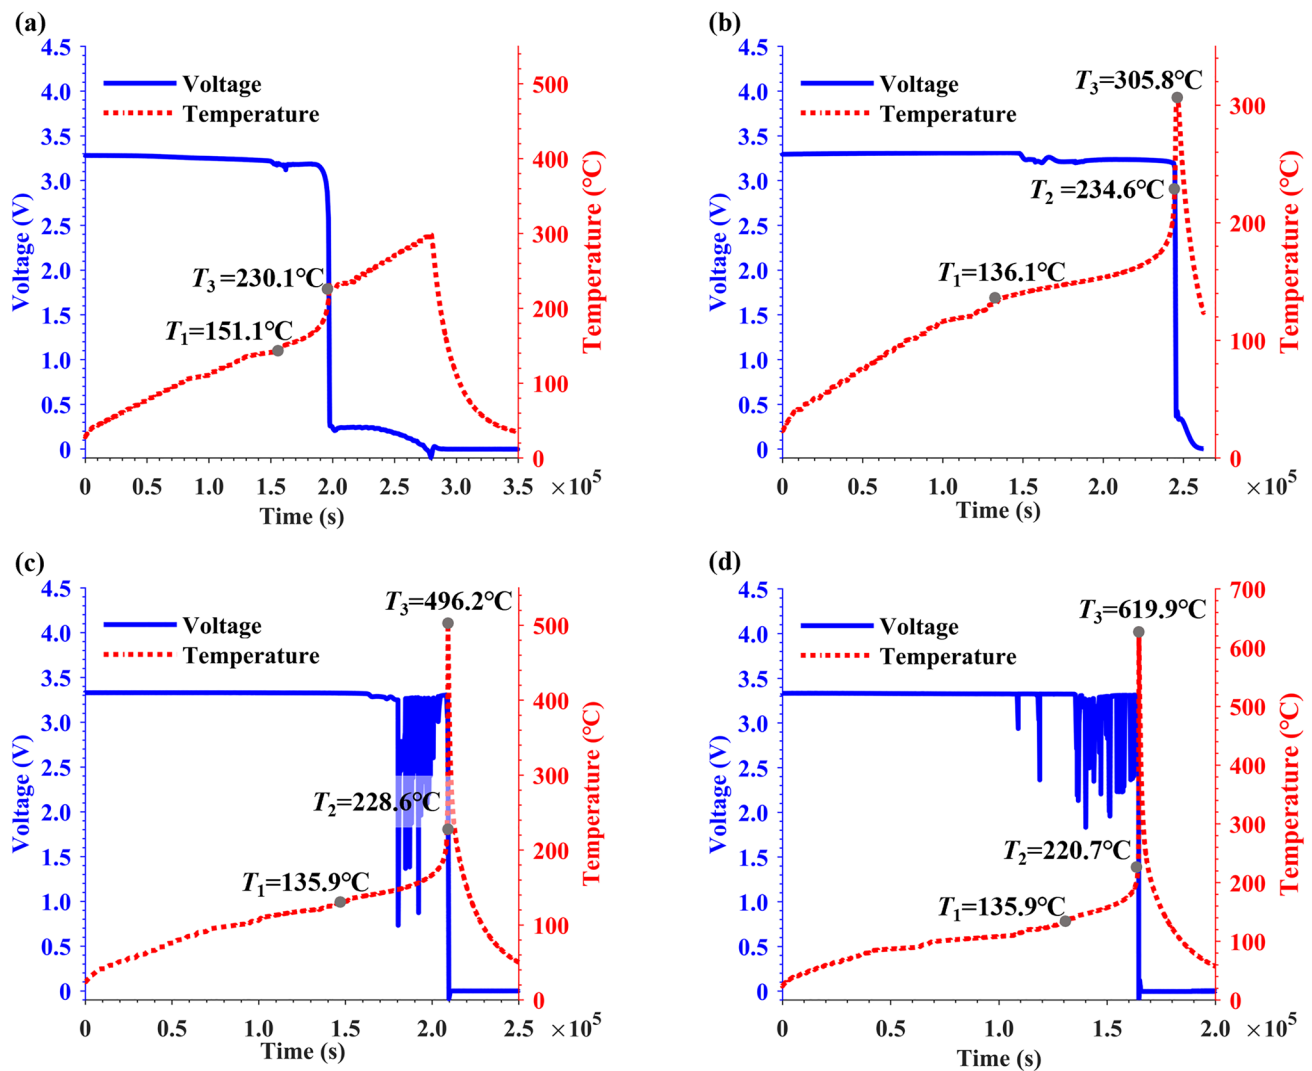 (a)
4.5
4.0
3.5
3.0
2.5
2.0
1.5
1.0
0.5
0
Voltage (V)
Voltage
Temperature
T3=230.1℃
T1=151.1℃
500
400
300
200
100
0
Temperature (℃)
0 0.5 1.0 1.5 2.0 2.5 3.0 3.5 ×10⁵
Time (s)
(b)
4.5
4.0
3.5
3.0
2.5
2.0
1.5
1.0
0.5
0
Voltage (V)
Voltage
Temperature
T3=305.8℃
T2 =234.6℃
T1=136.1℃
300
200
100
0
Temperature (℃)
0 0.5 1.0 1.5 2.0 2.5 ×10⁵
Time (s)
(c)
4.5
4.0
3.5
3.0
2.5
2.0
1.5
1.0
0.5
0
Voltage (V)
Voltage
Temperature
T3=496.2℃
T2=228.6℃
T1=135.9℃
500
400
300
200
100
0
Temperature (℃)
0 0.5 1.0 1.5 2.0 2.5 ×10⁵
Time (s)
(d)
4.5
4.0
3.5
3.0
2.5
2.0
1.5
1.0
0.5
0
Voltage (V)
Voltage
Temperature
T3=619.9℃
T2=220.7℃
T1=135.9℃
700
600
500
400
300
200
100
0
Temperature (℃)
0 0.5 1.0 1.5 2.0 ×10⁵
Time (s)